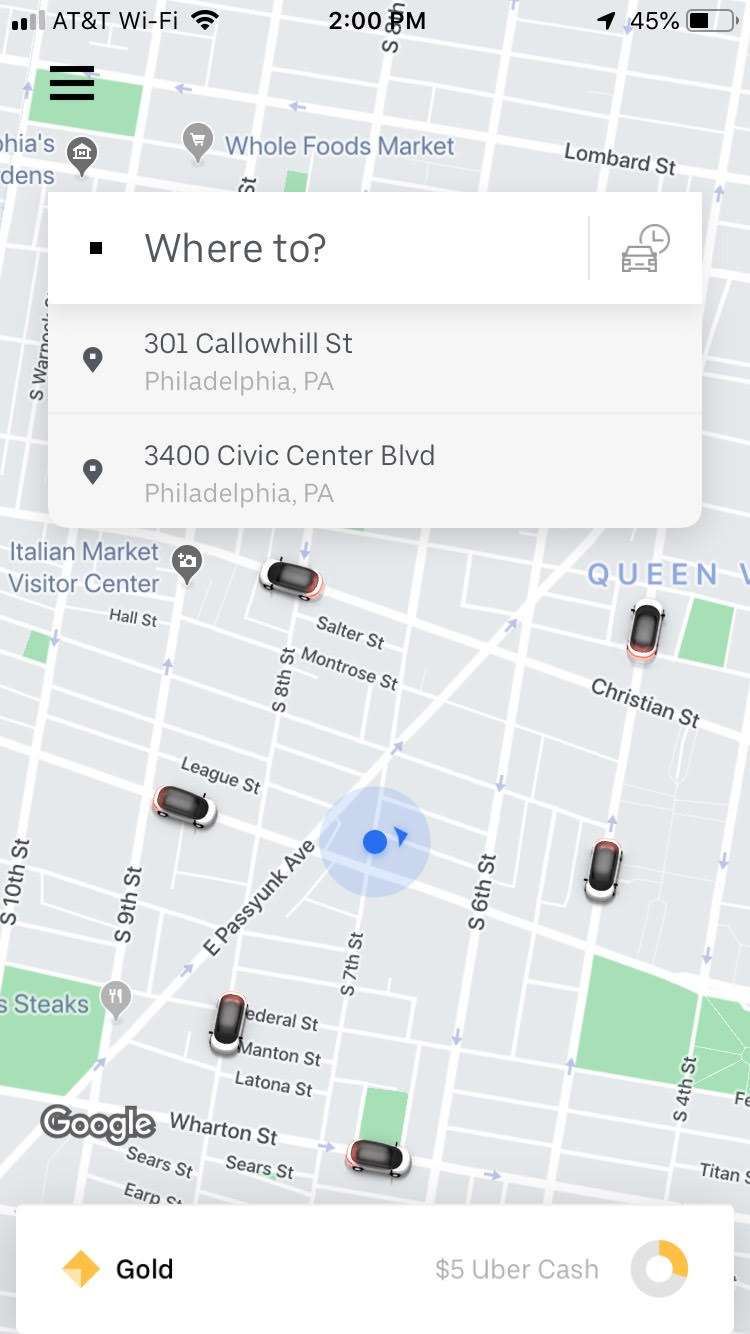 AT&T Wi-Fi 2:00 PM 45%
S 8th
phia's
dens
Whole Foods Market
Lombard St
St
Where to?
S Warnock
301 Callowhill St
Philadelphia, PA
3400 Civic Center Blvd
Philadelphia, PA
Italian Market
Visitor Center
QUEEN V
Hall St
Salter St
Montrose St
S 8th St
Christian St
League St
S 10th St
S 9th St
E Passyunk Ave
S 6th St
S 7th St
s Steaks
ederal St
Manton St
Latona St
S 4th St
Fe
Google
Wharton St
Sears St
Sears St
Titan S
Earp St
Gold
$5 Uber Cash